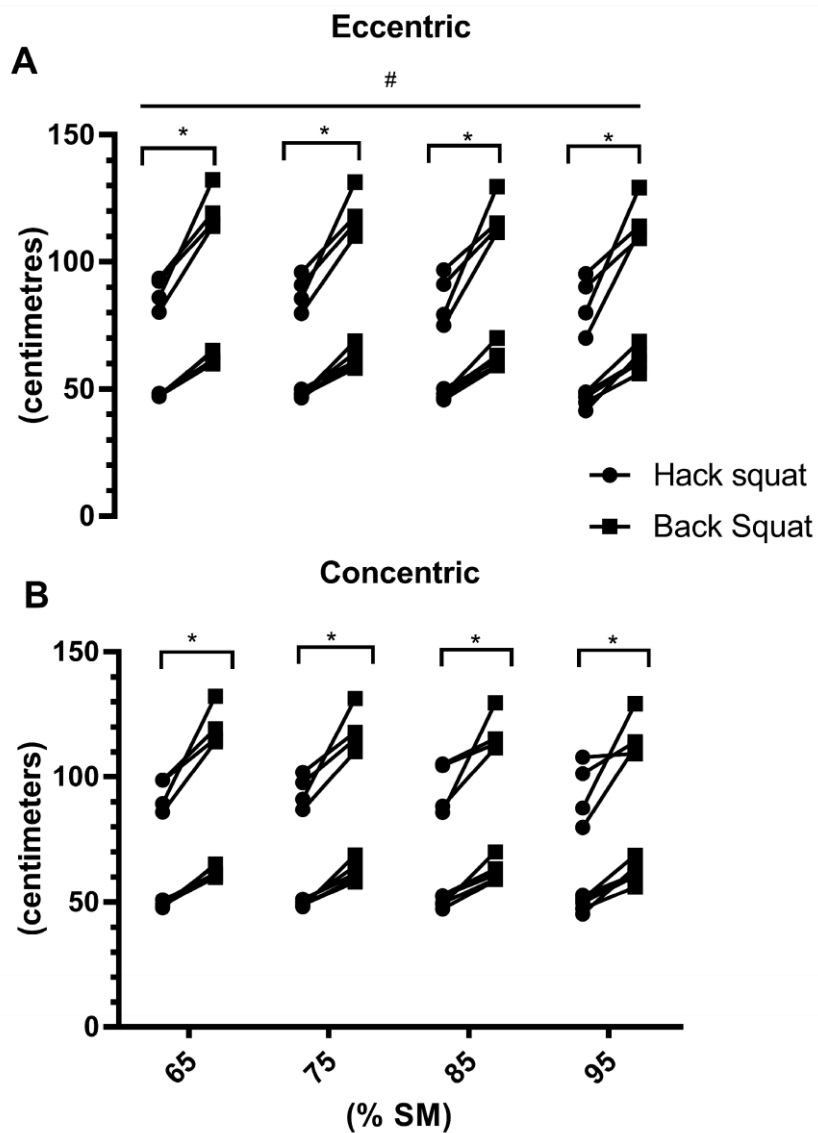 Eccentric
A
#
* * * *
150
100
50
0
(centimetres)
Hack squat
Back Squat
Concentric
B
* * * *
150
100
50
0
(centimeters)
65 75 85 95
(% SM)